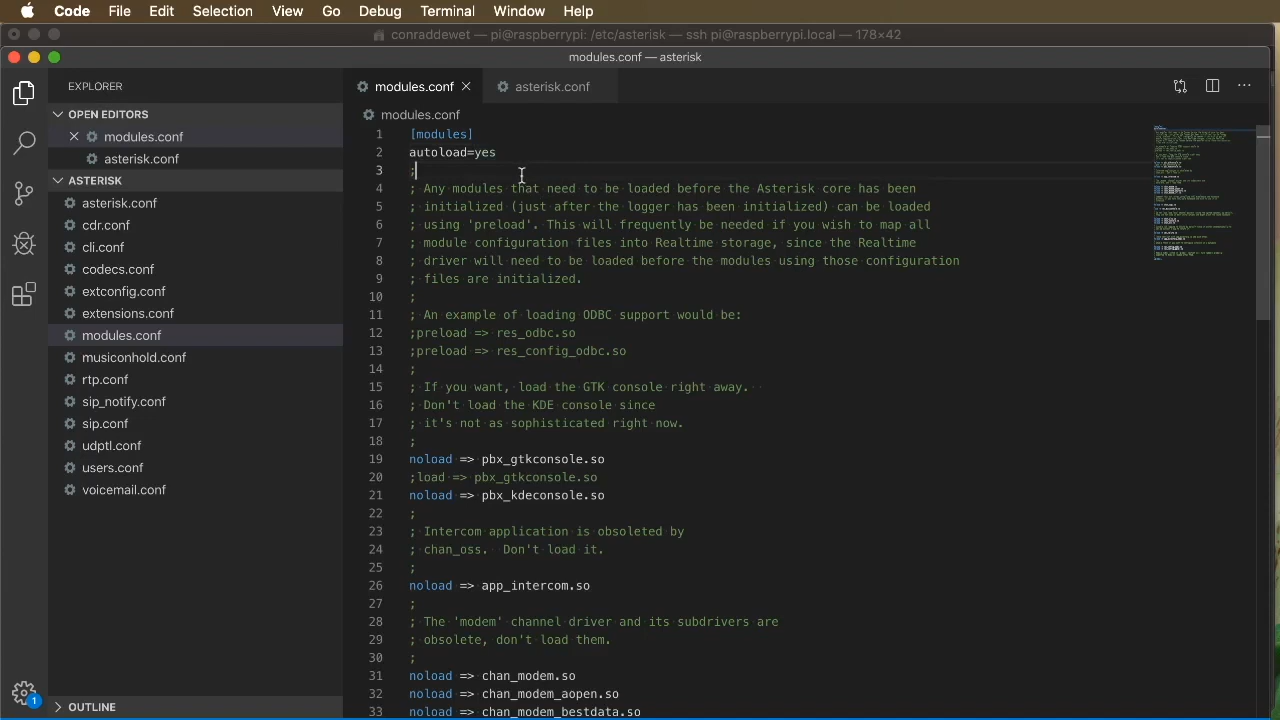 Code File Edit Selection View Go Debug Terminal Window Help
conraddewet — pi@raspberrypi: /etc/asterisk — ssh pi@raspberrypi.local — 178×42
modules.conf — asterisk
EXPLORER
OPEN EDITORS
modules.conf
asterisk.conf
ASTERISK
asterisk.conf
cdr.conf
cli.conf
codecs.conf
extconfig.conf
extensions.conf
modules.conf
musiconhold.conf
rtp.conf
sip_notify.conf
sip.conf
udptl.conf
users.conf
voicemail.conf
OUTLINE
1
modules.conf
asterisk.conf
modules.conf
1 [modules]
2 autoload=yes
3 ;
4 ; Any modules that need to be loaded before the Asterisk core has been
5 ; initialized (just after the logger has been initialized) can be loaded
6 ; using 'preload'. This will frequently be needed if you wish to map all
7 ; module configuration files into Realtime storage, since the Realtime
8 ; driver will need to be loaded before the modules using those configuration
9 ; files are initialized.
10 ;
11 ; An example of loading ODBC support would be:
12 ;preload => res_odbc.so
13 ;preload => res_config_odbc.so
14 ;
15 ; If you want, load the GTK console right away.
16 ; Don't load the KDE console since
17 ; it's not as sophisticated right now.
18 ;
19 noload => pbx_gtkconsole.so
20 ;load => pbx_gtkconsole.so
21 noload => pbx_kdeconsole.so
22 ;
23 ; Intercom application is obsoleted by
24 ; chan_oss. Don't load it.
25 ;
26 noload => app_intercom.so
27 ;
28 ; The 'modem' channel driver and its subdrivers are
29 ; obsolete, don't load them.
30 ;
31 noload => chan_modem.so
32 noload => chan_modem_aopen.so
33 noload => chan_modem_bestdata.so